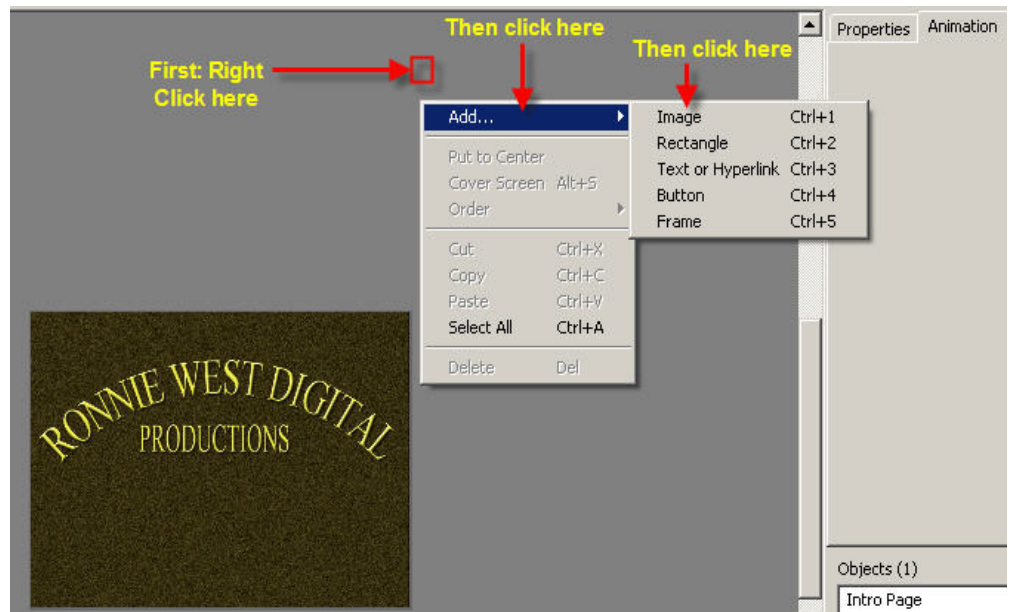 Then click here
Then click here
First: Right
Click here
Properties
Animation
Add...
Put to Center
Cover Screen Alt+S
Order
Cut Ctrl+X
Copy Ctrl+C
Paste Ctrl+V
Select All Ctrl+A
Delete Del
Image Ctrl+1
Rectangle Ctrl+2
Text or Hyperlink Ctrl+3
Button Ctrl+4
Frame Ctrl+5
RONNIE WEST DIGITAL
PRODUCTIONS
Objects (1)
Intro Page